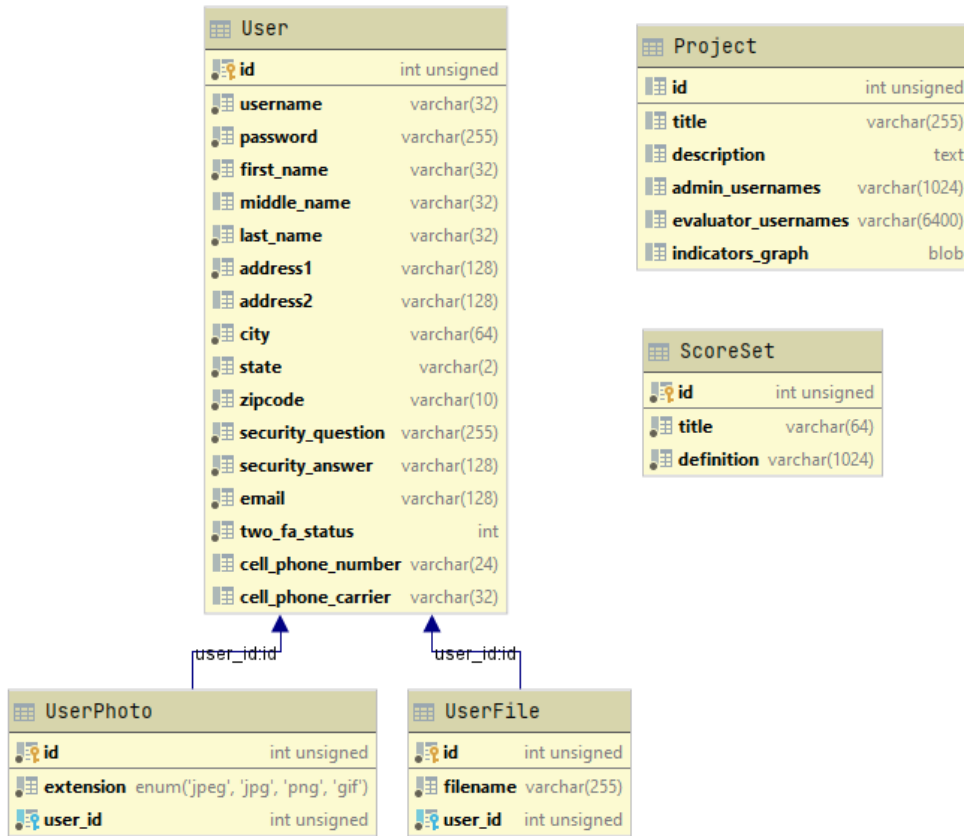 User
id int unsigned
username varchar(32)
password varchar(255)
first_name varchar(32)
middle_name varchar(32)
last_name varchar(32)
address1 varchar(128)
address2 varchar(128)
city varchar(64)
state varchar(2)
zipcode varchar(10)
security_question varchar(255)
security_answer varchar(128)
email varchar(128)
two_fa_status int
cell_phone_number varchar(24)
cell_phone_carrier varchar(32)
Project
id int unsigned
title varchar(255)
description text
admin_usernames varchar(1024)
evaluator_usernames varchar(6400)
indicators_graph blob
ScoreSet
id int unsigned
title varchar(64)
definition varchar(1024)
user_id:id
user_id:id
UserPhoto
id int unsigned
extension enum('jpeg', 'jpg', 'png', 'gif')
user_id int unsigned
UserFile
id int unsigned
filename varchar(255)
user_id int unsigned